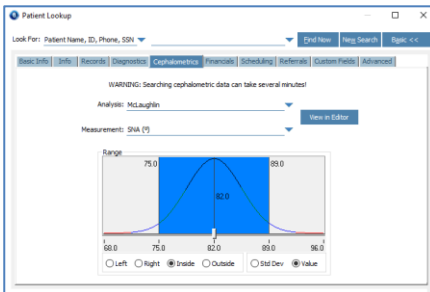 Patient Lookup
Look For: Patient Name, ID, Phone, SSN Find Now New Search Basic <<
Basic Info Info Records Diagnostics Cephalometrics Financials Scheduling Referrals Custom Fields Advanced
WARNING: Searching cephalometric data can take several minutes!
Analysis: McLaughlin
View in Editor
Measurement: SNA (º)
Range
75.0 89.0
82.0
68.0 75.0 82.0 89.0 96.0
Left Right Inside Outside Std Dev Value